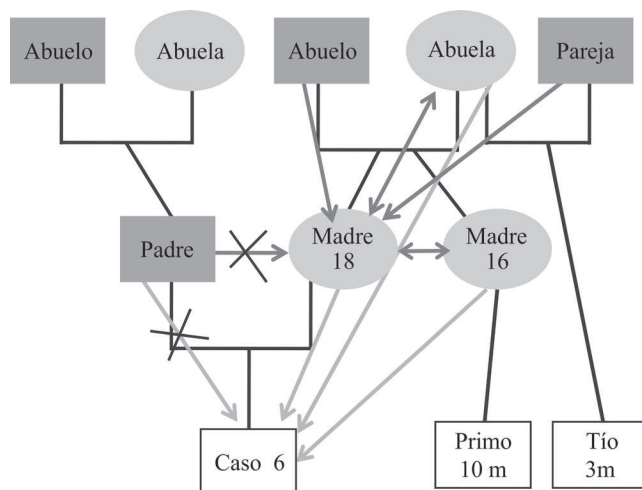 Abuelo
Abuela
Abuelo
Abuela
Pareja
Padre
Madre
18
Madre
16
Caso 6
Primo
10 m
Tío
3m